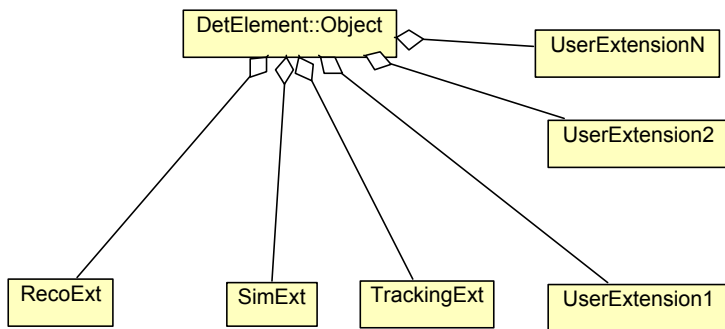 DetElement::Object
UserExtensionN
UserExtension2
RecoExt
SimExt
TrackingExt
UserExtension1